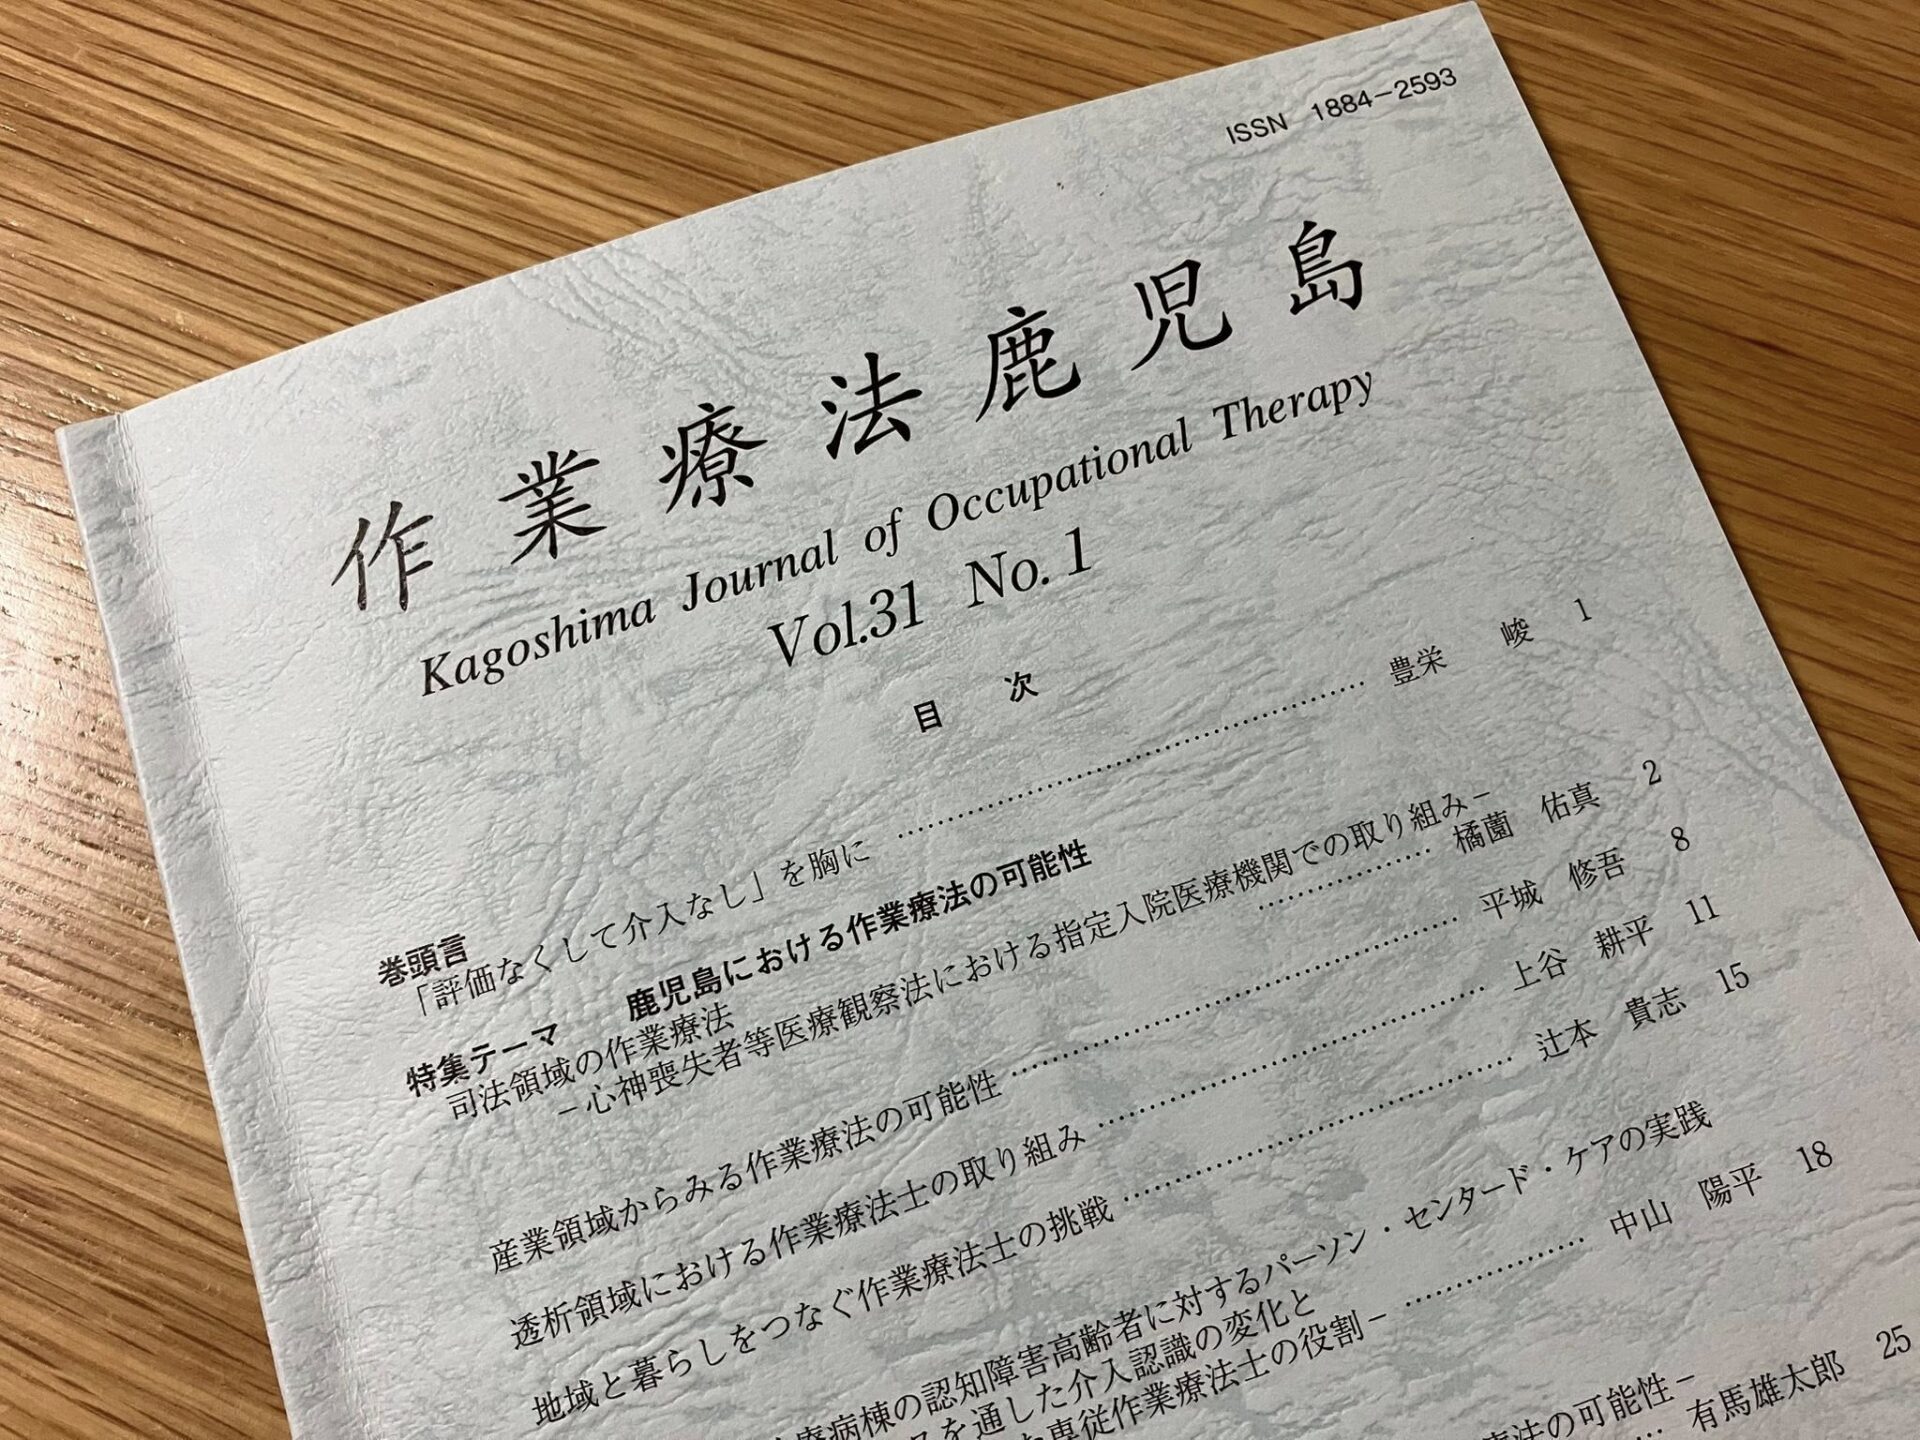 ISSN 1884-2593
作業療法鹿児島
Kagoshima Journal of Occupational Therapy
Vol.31 No.1
目 次
巻頭言
「評価なくして介入なし」を胸に …… 豊栄 峻 1
特集テーマ 鹿児島における作業療法の可能性
司法領域の作業療法
－心神喪失者等医療観察法における指定入院医療機関での取り組み－
…… 橘薗 佑真 2
産業領域からみる作業療法の可能性 …… 平城 修吾 8
透析領域における作業療法士の取り組み …… 上谷 耕平 11
地域と暮らしをつなぐ作業療法士の挑戦 …… 辻本 貴志 15
病棟の認知障害高齢者に対するパーソン・センタード・ケアの実践
を通した介入認識の変化と
専従作業療法士の役割－ …… 中山 陽平 18
療法の可能性－
…… 有馬雄太郎 25